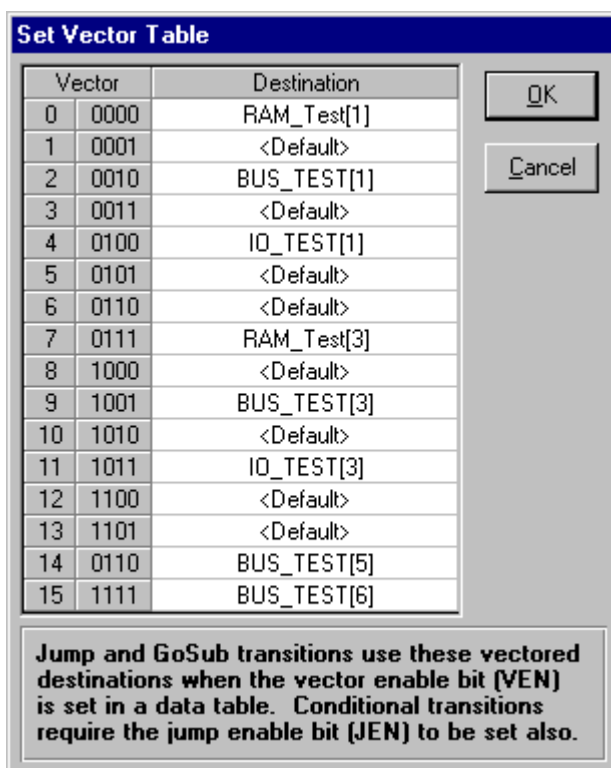 Set Vector Table
Vector Destination
0 0000 RAM_Test[1]
1 0001 <Default>
2 0010 BUS_TEST[1]
3 0011 <Default>
4 0100 IO_TEST[1]
5 0101 <Default>
6 0110 <Default>
7 0111 RAM_Test[3]
8 1000 <Default>
9 1001 BUS_TEST[3]
10 1010 <Default>
11 1011 IO_TEST[3]
12 1100 <Default>
13 1101 <Default>
14 0110 BUS_TEST[5]
15 1111 BUS_TEST[6]
OK
Cancel
Jump and GoSub transitions use these vectored
destinations when the vector enable bit (VEN)
is set in a data table. Conditional transitions
require the jump enable bit (JEN) to be set also.